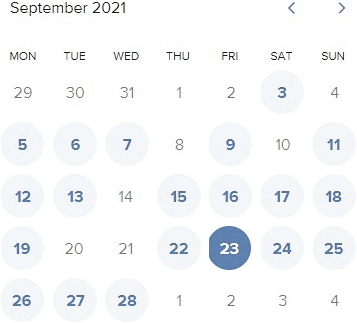 September 2021
MON TUE WED THU FRI SAT SUN
29 30 31 1 2 3 4
5 6 7 8 9 10 11
12 13 14 15 16 17 18
19 20 21 22 23 24 25
26 27 28 1 2 3 4